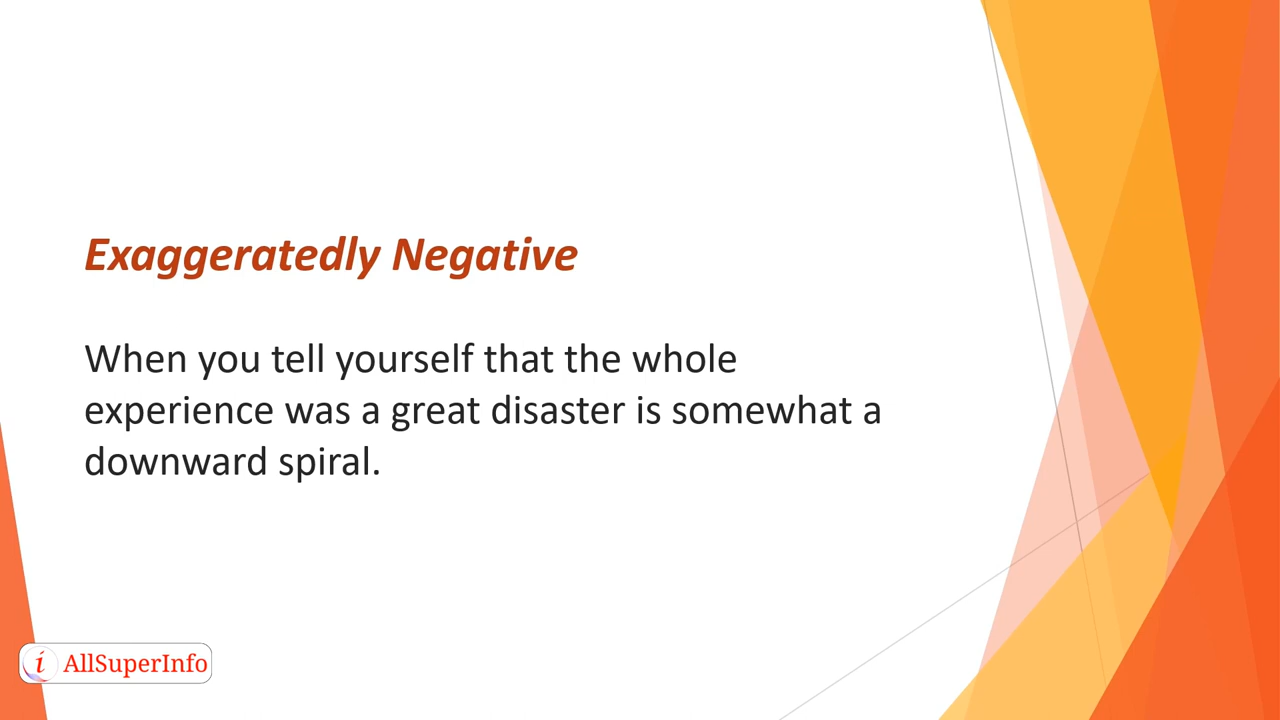 Exaggeratedly Negative
When you tell yourself that the whole
experience was a great disaster is somewhat a
downward spiral.
i AllSuperInfo